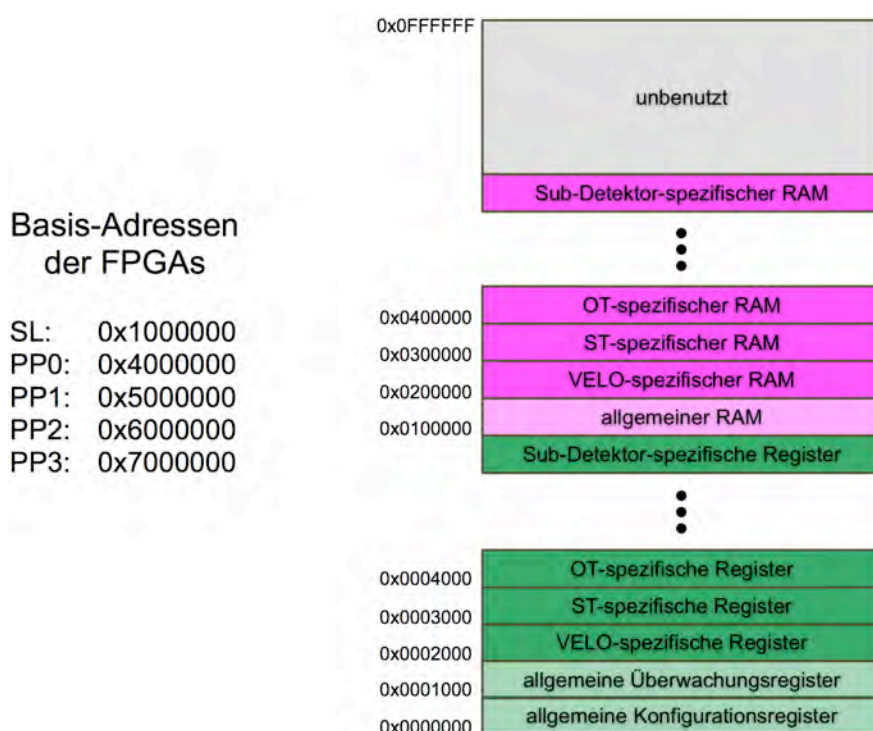 Basis-Adressen
der FPGAs
SL: 0x1000000
PP0: 0x4000000
PP1: 0x5000000
PP2: 0x6000000
PP3: 0x7000000
0x0FFFFFF
unbenutzt
Sub-Detektor-spezifischer RAM
OT-spezifischer RAM
0x0400000
ST-spezifischer RAM
0x0300000
VELO-spezifischer RAM
0x0200000
allgemeiner RAM
0x0100000
Sub-Detektor-spezifische Register
OT-spezifische Register
0x0004000
ST-spezifische Register
0x0003000
VELO-spezifische Register
0x0002000
allgemeine Überwachungsregister
0x0001000
allgemeine Konfigurationsregister
0x0000000